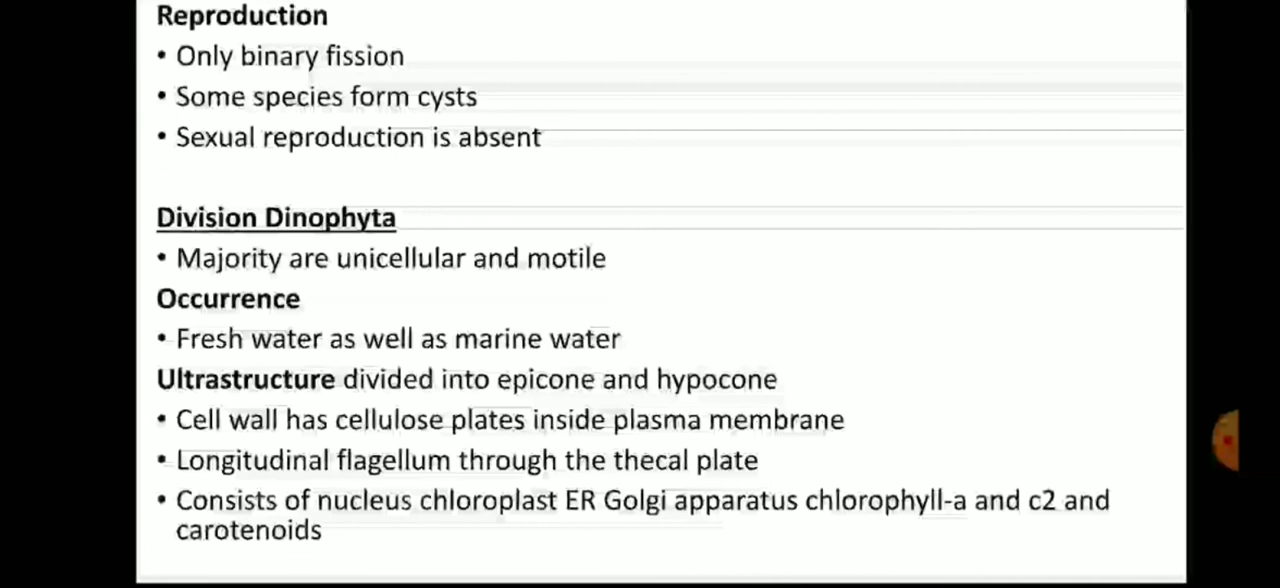 Reproduction
• Only binary fission
• Some species form cysts
• Sexual reproduction is absent
Division Dinophyta
• Majority are unicellular and motile
Occurrence
• Fresh water as well as marine water
Ultrastructure divided into epicone and hypocone
• Cell wall has cellulose plates inside plasma membrane
• Longitudinal flagellum through the thecal plate
• Consists of nucleus chloroplast ER Golgi apparatus chlorophyll-a and c2 and
carotenoids